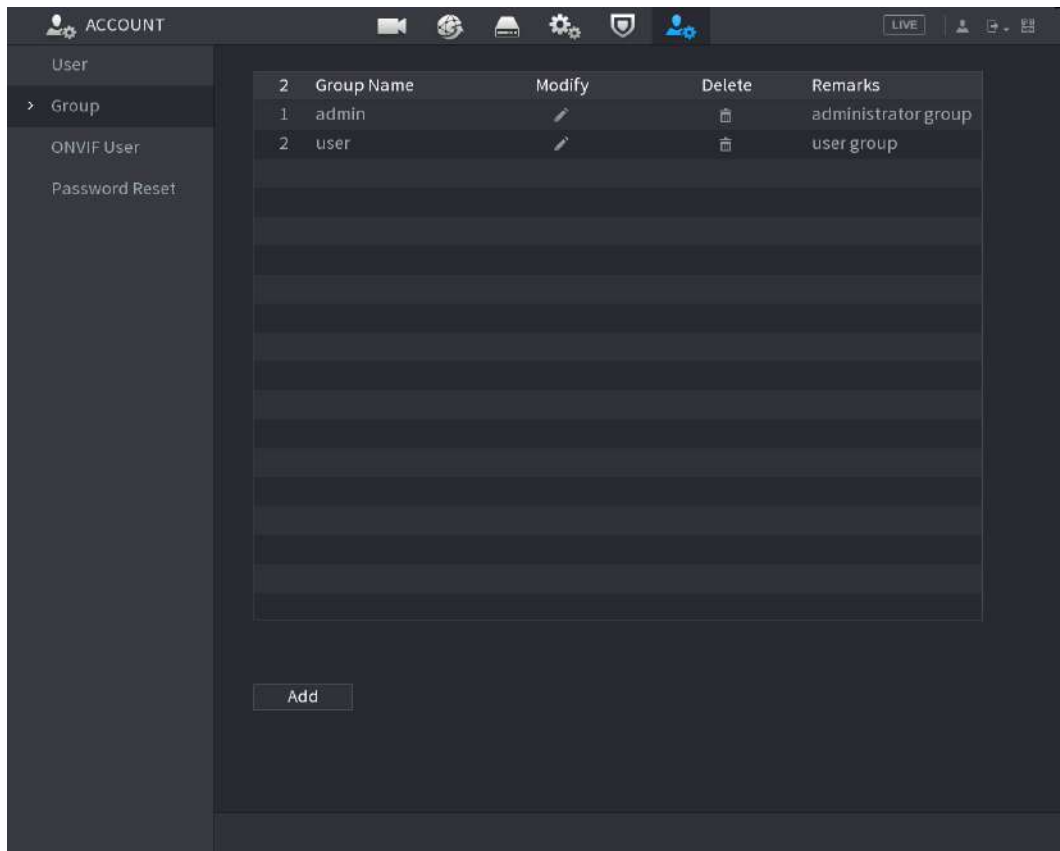 ACCOUNT LIVE
User
2 Group Name Modify Delete Remarks
Group
1 admin administrator group
2 user user group
ONVIF User
Password Reset
Add